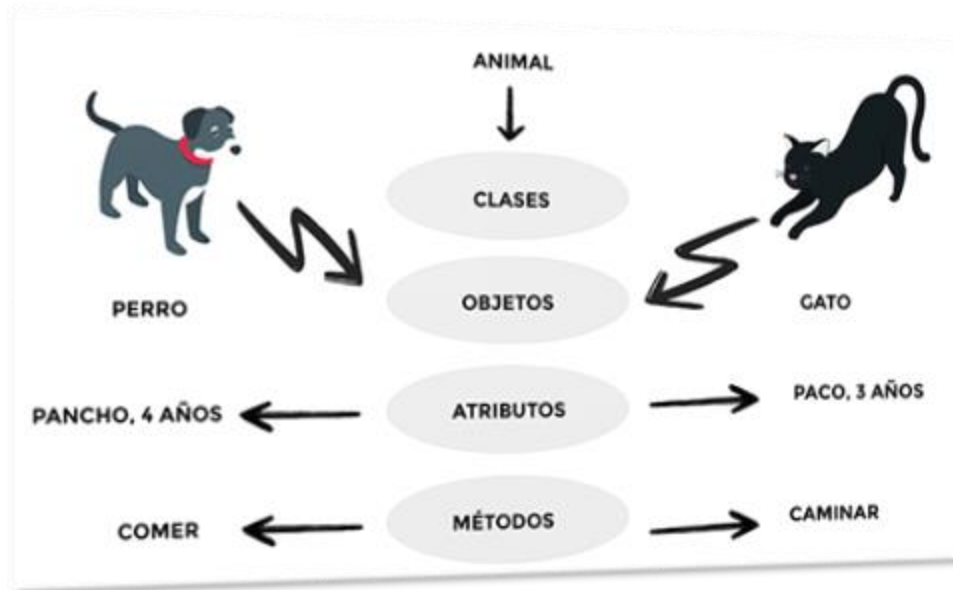 ANIMAL
CLASES
OBJETOS
PERRO
GATO
PANCHO, 4 AÑOS
ATRIBUTOS
PACO, 3 AÑOS
COMER
MÉTODOS
CAMINAR